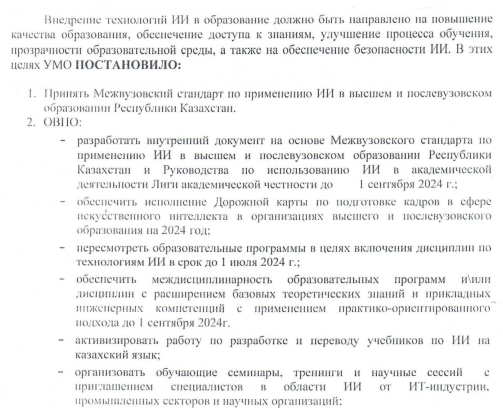 Внедрение технологий ИИ в образование должно быть направлено на повышение
качества образования, обеспечение доступа к знаниям, улучшение процесса обучения,
прозрачности образовательной среды, а также на обеспечение безопасности ИИ. В этих
целях УМО ПОСТАНОВИЛО:
1. Принять Межвузовский стандарт по применению ИИ в высшем и послевузовском
образовании Республики Казахстан.
2. ОВПО:
− разработать внутренний документ на основе Межвузовского стандарта по
применению ИИ в высшем и послевузовском образовании Республики
Казахстан и Руководства по использованию ИИ в академической
деятельности Лиги академической честности до 1 сентября 2024 г.;
− обеспечить исполнение Дорожной карты по подготовке кадров в сфере
искусственного интеллекта в организациях высшего и послевузовского
образования на 2024 год;
− пересмотреть образовательные программы в целях включения дисциплин по
технологиям ИИ в срок до 1 июля 2024 г.;
− обеспечить междисциплинарность образовательных программ и\или
дисциплин с расширением базовых теоретических знаний и прикладных
инженерных компетенций с применением практико-ориентированного
подхода до 1 сентября 2024г.
− активизировать работу по разработке и переводу учебников по ИИ на
казахский язык;
− организовать обучающие семинары, тренинги и научные сессий с
приглашением специалистов в области ИИ от ИТ-индустрии,
промышленных секторов и научных организаций;